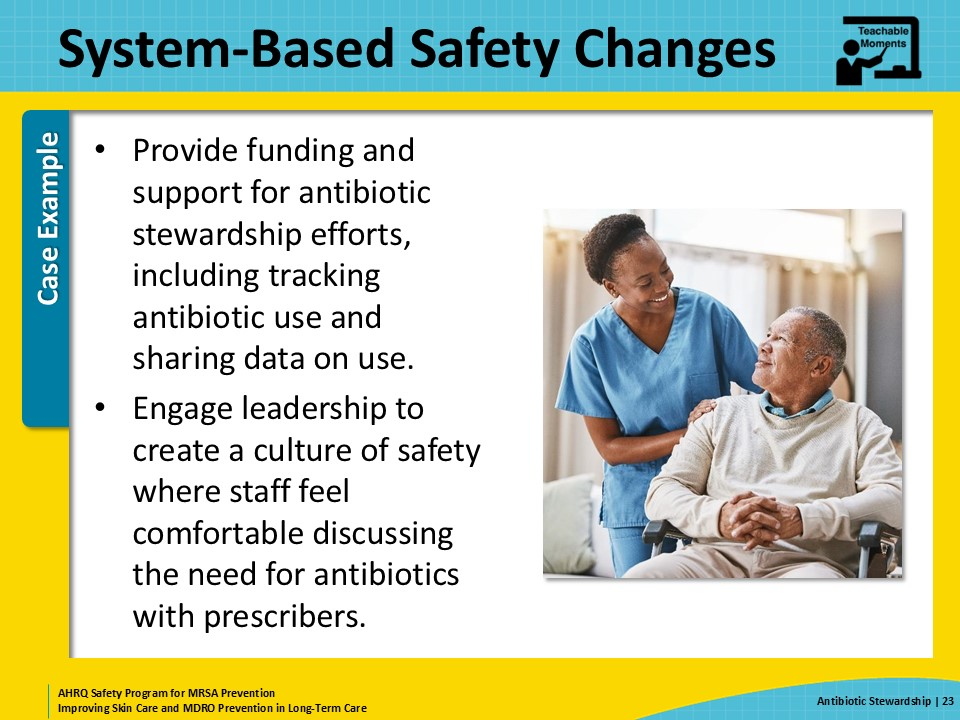 System-Based Safety Changes
Teachable
Moments
Case Example
• Provide funding and
support for antibiotic
stewardship efforts,
including tracking
antibiotic use and
sharing data on use.
• Engage leadership to
create a culture of safety
where staff feel
comfortable discussing
the need for antibiotics
with prescribers.
AHRQ Safety Program for MRSA Prevention
Improving Skin Care and MDRO Prevention in Long-Term Care
Antibiotic Stewardship | 23